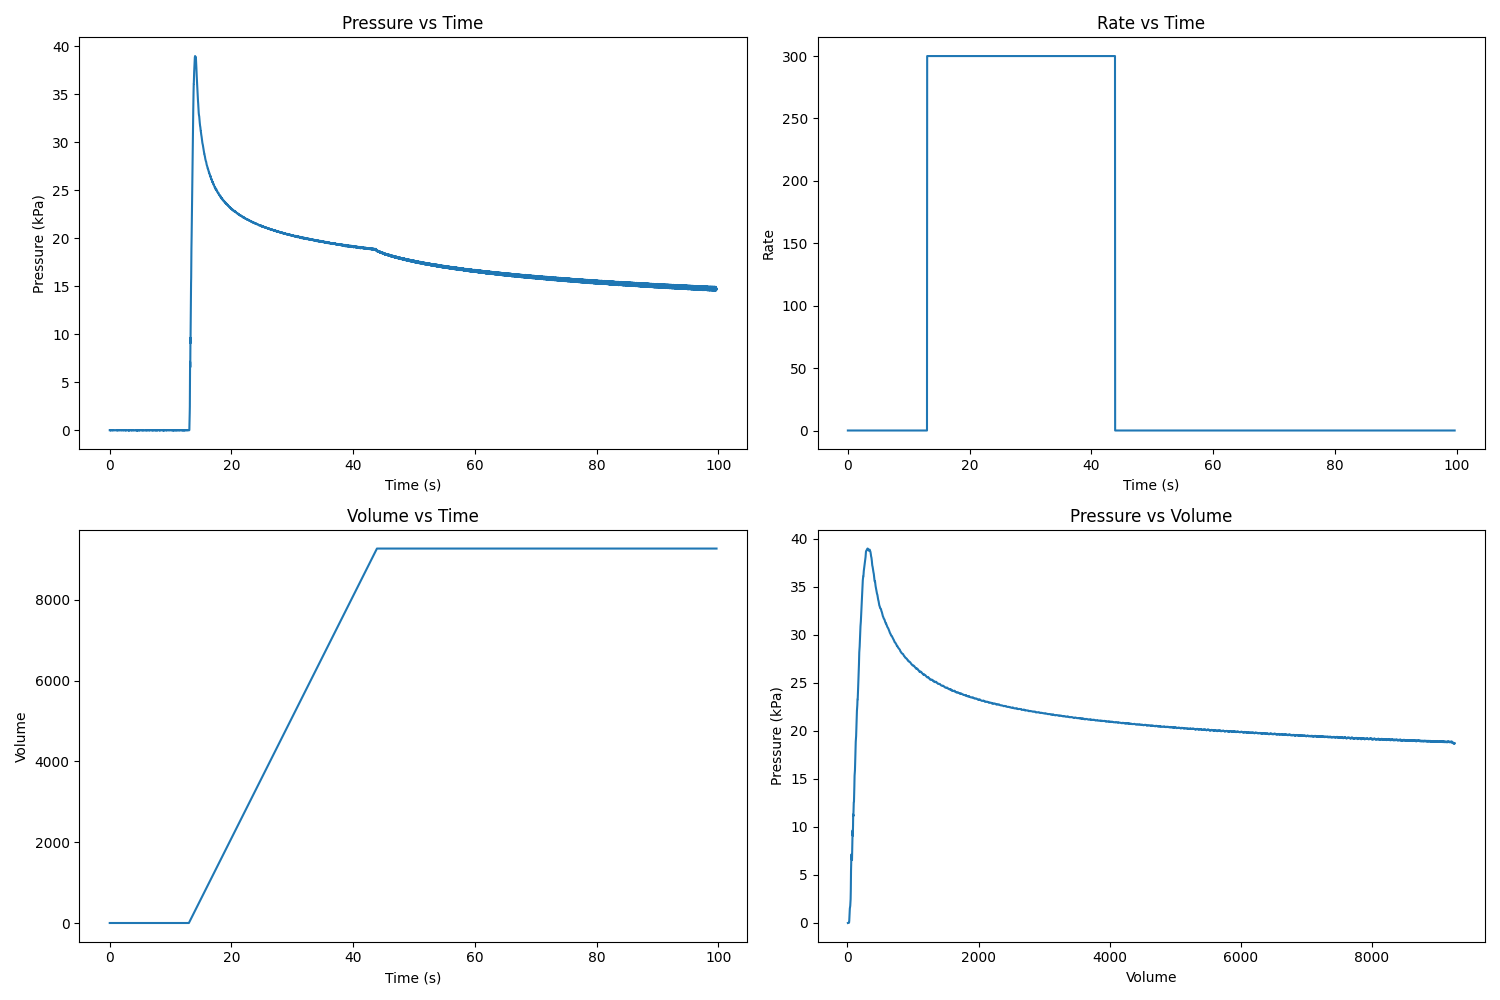 Pressure vs Time
40
35
30
25
20
15
10
5
0
Pressure (kPa)
0 20 40 60 80 100
Time (s)
Rate vs Time
300
250
200
150
100
50
0
Rate
0 20 40 60 80 100
Time (s)
Volume vs Time
8000
6000
4000
2000
0
Volume
0 20 40 60 80 100
Time (s)
Pressure vs Volume
40
35
30
25
20
15
10
5
0
Pressure (kPa)
0 2000 4000 6000 8000
Volume